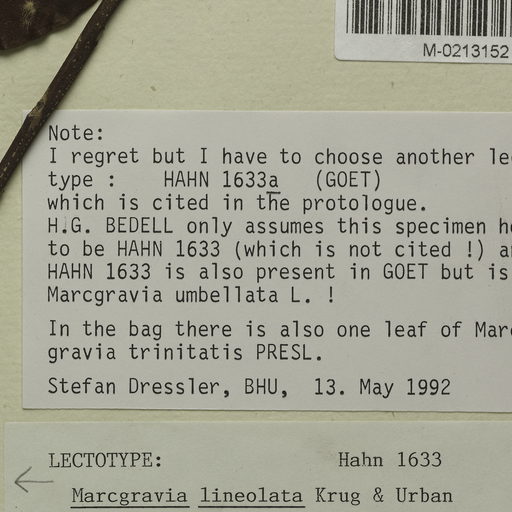 M-0213152
Note:
I regret but I have to choose another
type : HAHN 1633a (GOET)
which is cited in the protologue.
H.G. BEDELL only assumes this specimen
to be HAHN 1633 (which is not cited !)
HAHN 1633 is also present in GOET but is
Marcgravia umbellata L. !
In the bag there is also one leaf of Marc
gravia trinitatis PRESL.
Stefan Dressler, BHU, 13. May 1992
LECTOTYPE: Hahn 1633
Marcgravia lineolata Krug & Urban